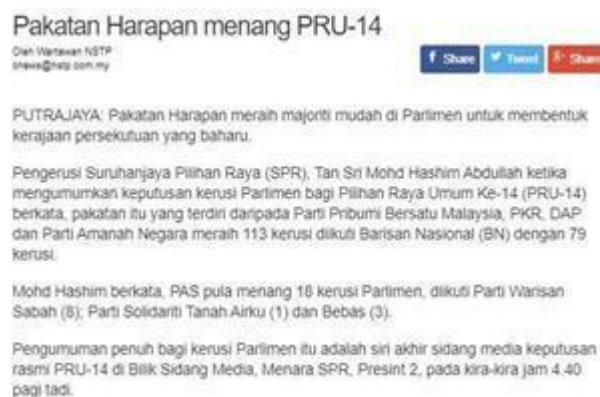 Pakatan Harapan menang PRU-14
Oleh Wartawan NSTP
bhews@nstp.com.my
f Share Tweet g+ Share
PUTRAJAYA: Pakatan Harapan meraih majoriti mudah di Parlimen untuk membentuk
kerajaan persekutuan yang baharu.
Pengerusi Suruhanjaya Pilihan Raya (SPR), Tan Sri Mohd Hashim Abdullah ketika
mengumumkan keputusan kerusi Parlimen bagi Pilihan Raya Umum Ke-14 (PRU-14)
berkata, pakatan itu yang terdiri daripada Parti Pribumi Bersatu Malaysia, PKR, DAP
dan Parti Amanah Negara meraih 113 kerusi diikuti Barisan Nasional (BN) dengan 79
kerusi.
Mohd Hashim berkata, PAS pula menang 18 kerusi Parlimen, diikuti Parti Warisan
Sabah (8); Parti Solidariti Tanah Airku (1) dan Bebas (3).
Pengumuman penuh bagi kerusi Parlimen itu adalah siri akhir sidang media keputusan
rasmi PRU-14 di Bilik Sidang Media, Menara SPR, Presint 2, pada kira-kira jam 4.40
pagi tadi.